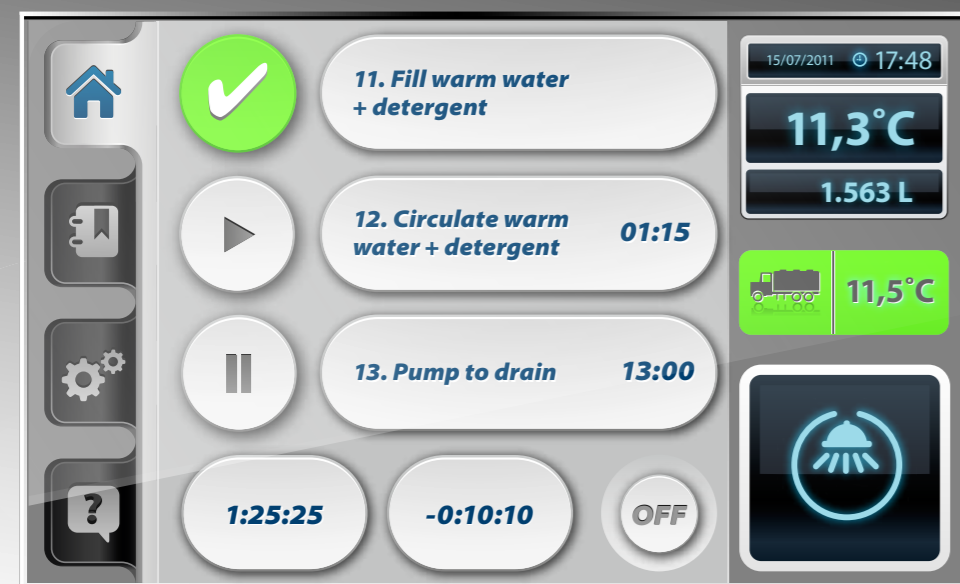 11. Fill warm water
+ detergent
12. Circulate warm
water + detergent
01:15
13. Pump to drain
13:00
1:25:25
-0:10:10
OFF
15/07/2011 17:48
11,3°C
1.563 L
11,5°C
?